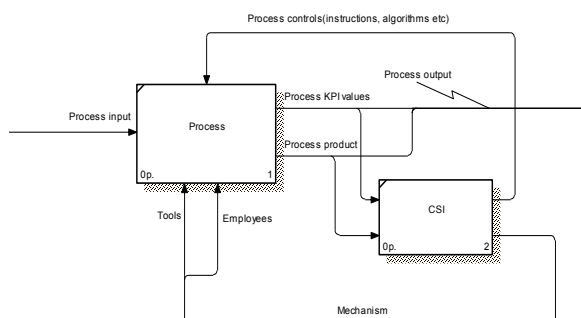 Process controls(instructions, algorithms etc)
Process output
Process KPI values
Process input
Process
Process product
0p.
1
Tools
Employees
CSI
0p.
2
Mechanism